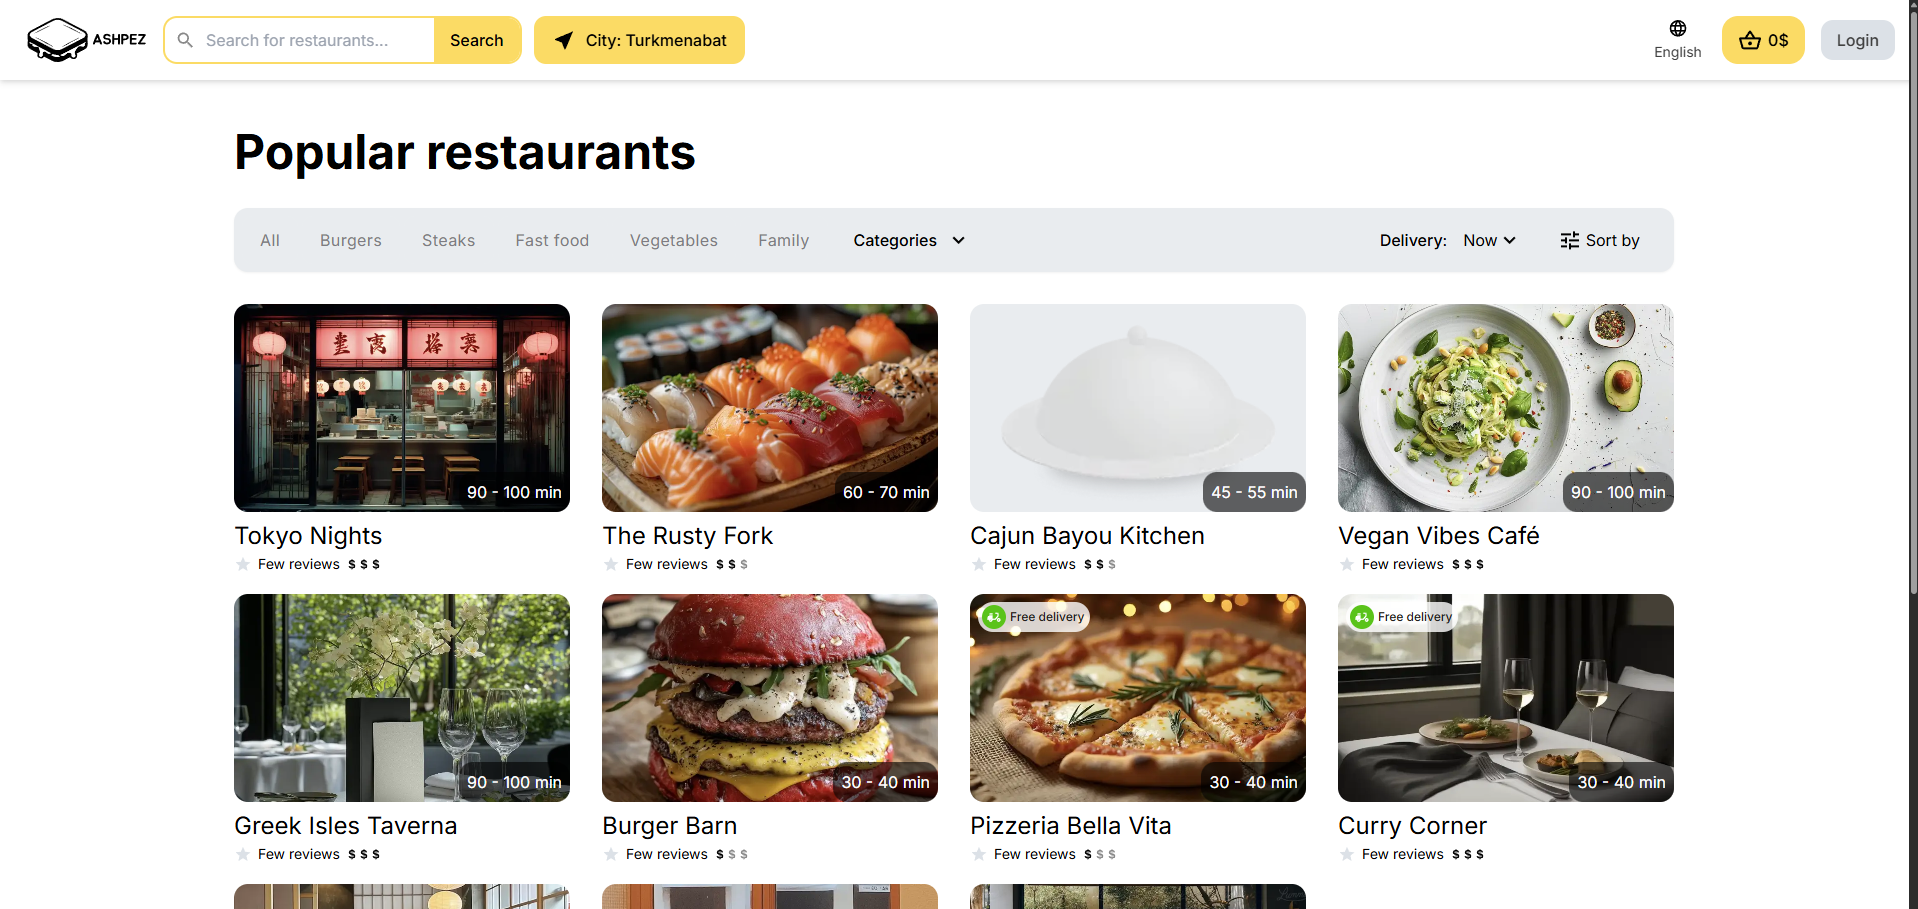 ASHPEZ
Search for restaurants...
Search
City: Turkmenabat
English
0$
Login
Popular restaurants
All
Burgers
Steaks
Fast food
Vegetables
Family
Categories
Delivery: Now
Sort by
90 - 100 min
60 - 70 min
45 - 55 min
90 - 100 min
Tokyo Nights
The Rusty Fork
Cajun Bayou Kitchen
Vegan Vibes Café
Few reviews $ $ $
Few reviews $ $ $
Few reviews $ $ $
Few reviews $ $ $
Free delivery
Free delivery
90 - 100 min
30 - 40 min
30 - 40 min
30 - 40 min
Greek Isles Taverna
Burger Barn
Pizzeria Bella Vita
Curry Corner
Few reviews $ $ $
Few reviews $ $ $
Few reviews $ $ $
Few reviews $ $ $